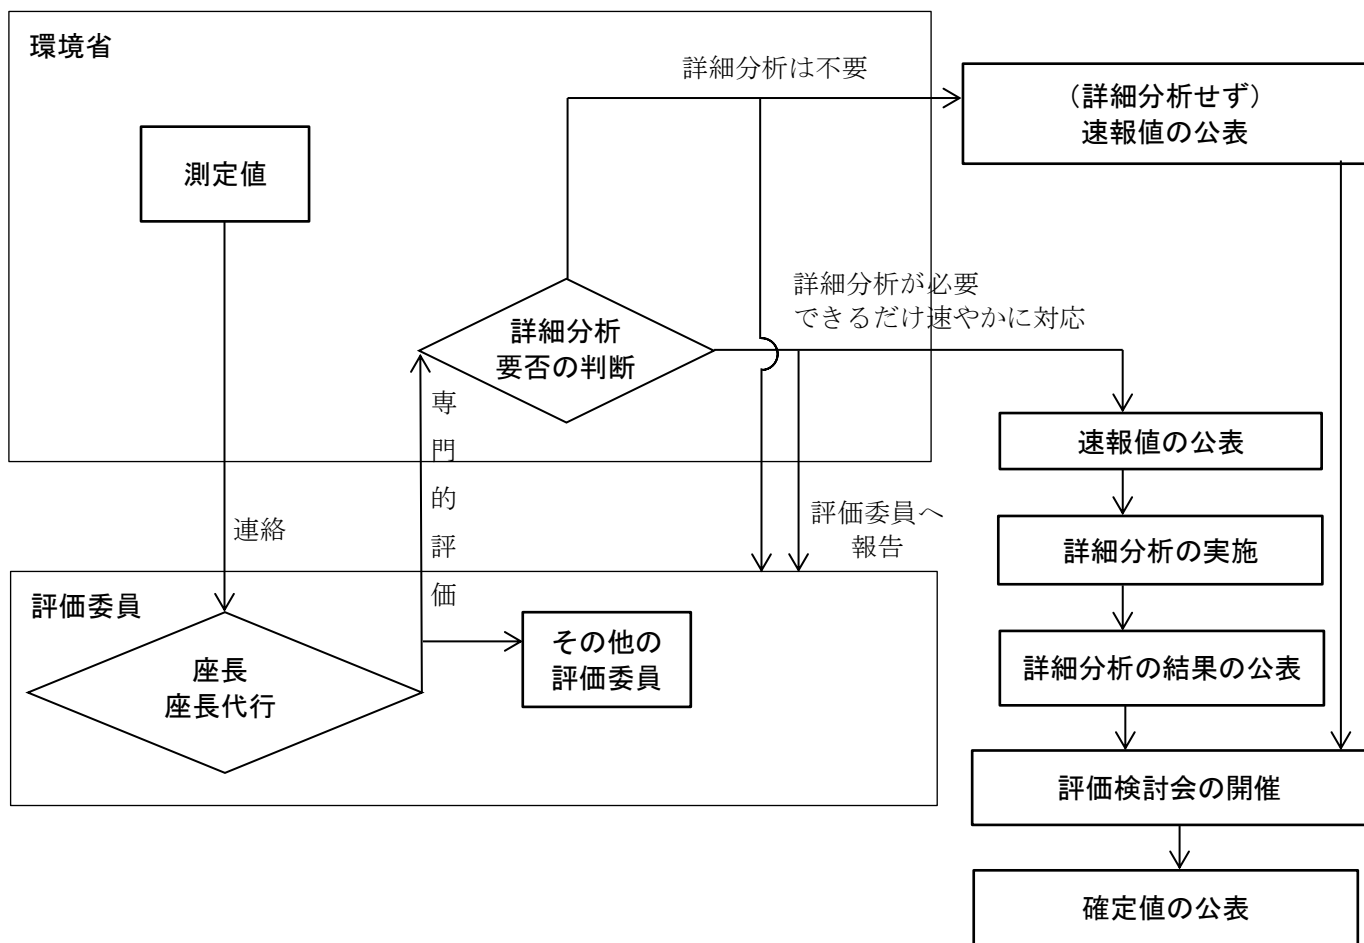 環境省
詳細分析は不要
（詳細分析せず）
速報値の公表
測定値
詳細分析が必要
できるだけ速やかに対応
詳細分析
要否の判断
専門的評価
速報値の公表
連絡
評価委員へ
報告
詳細分析の実施
評価委員
その他の
評価委員
座長
座長代行
詳細分析の結果の公表
評価検討会の開催
確定値の公表